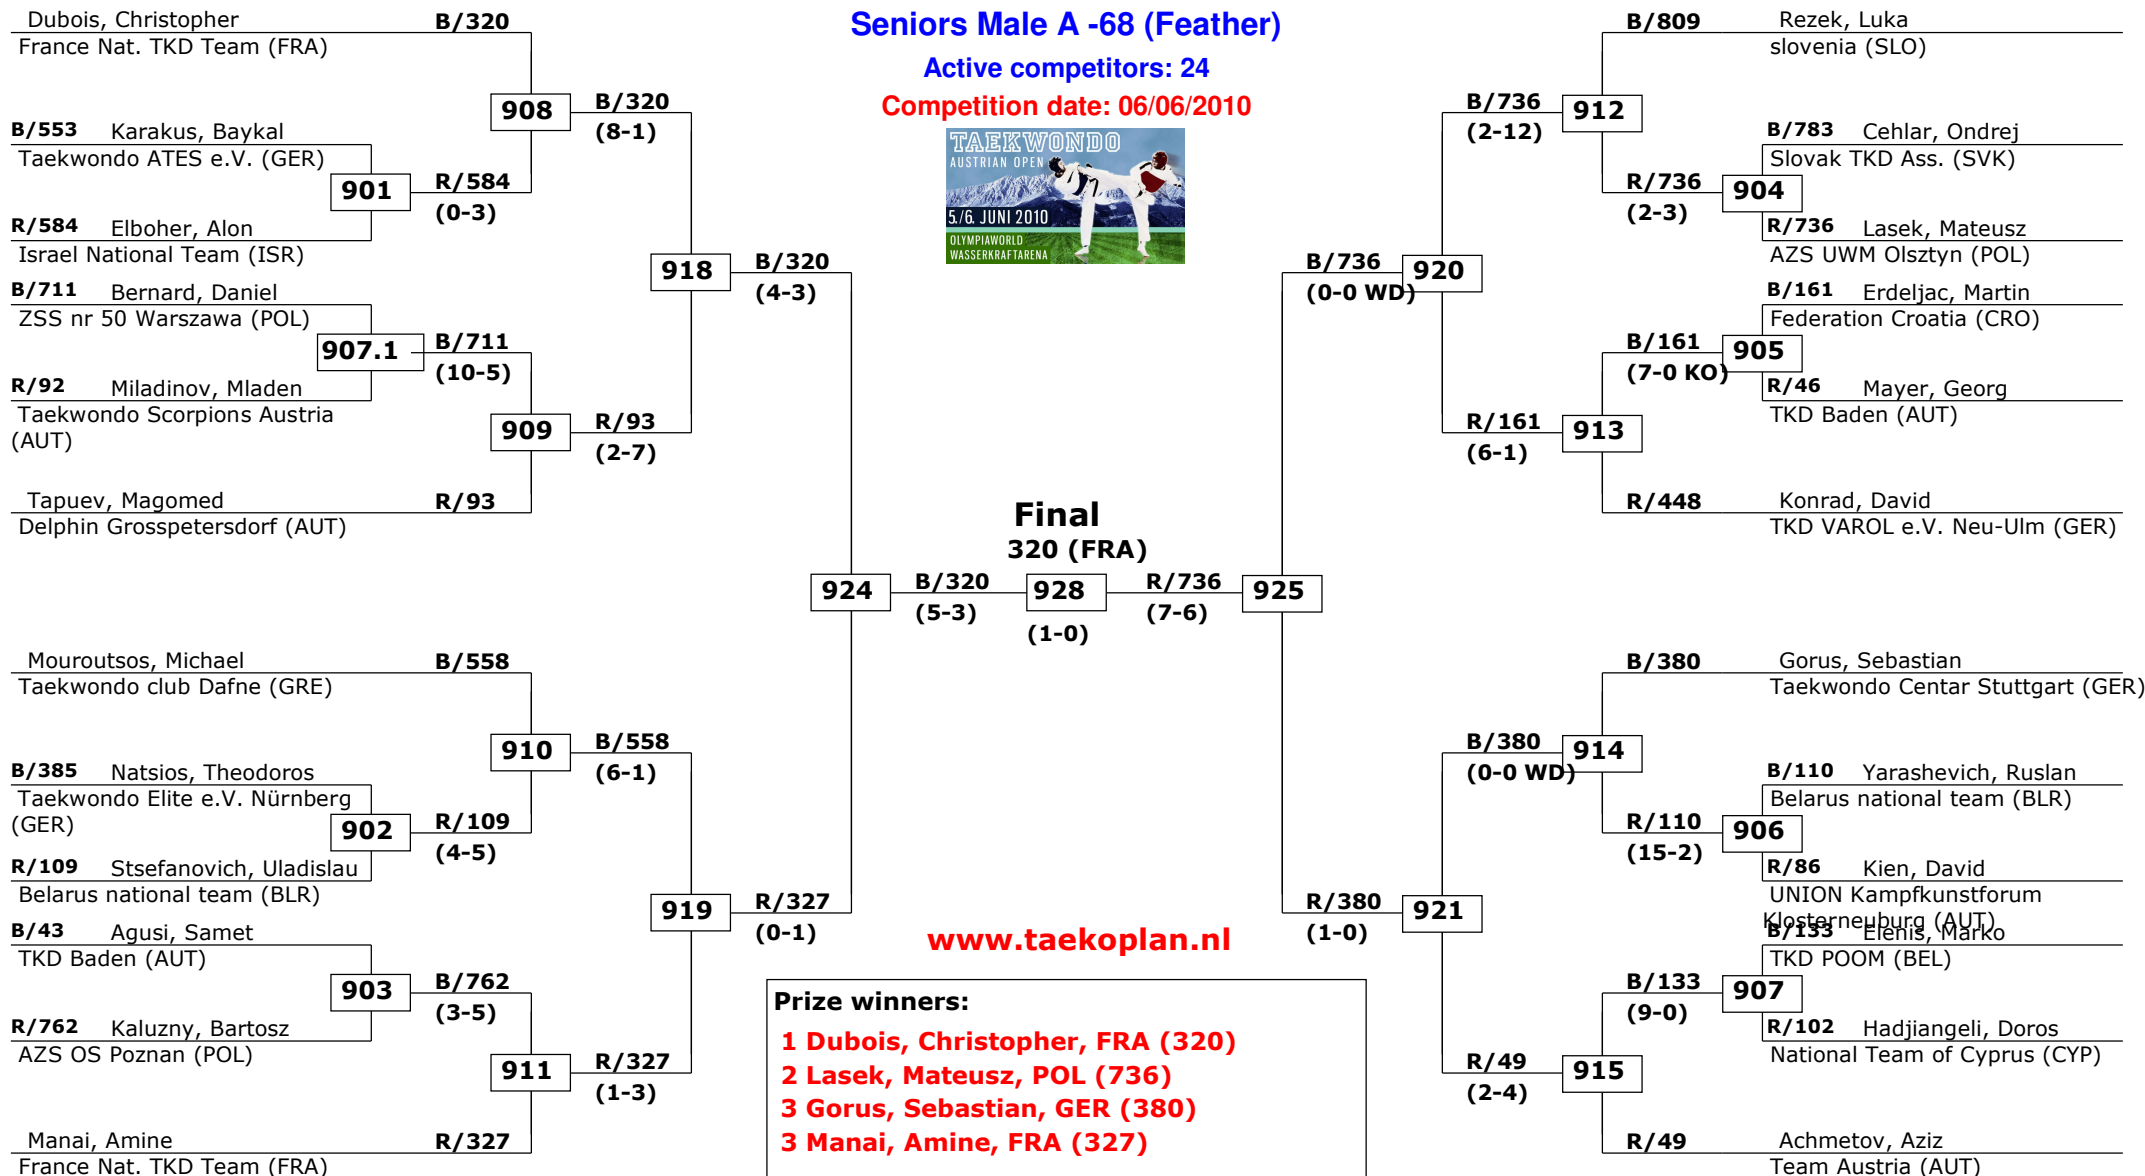 Seniors Male A -68 (Feather)
Active competitors: 24
Competition date: 06/06/2010
TAEKWONDO
AUSTRIAN OPEN
5./6. JUNI 2010
OLYMPIAWORLD
WASSERKRAFTARENA
Dubois, Christopher
B/320
France Nat. TKD Team (FRA)
908
B/320
(8-1)
B/553 Karakus, Baykal
Taekwondo ATES e.V. (GER)
901
R/584
(0-3)
R/584 Elboher, Alon
Israel National Team (ISR)
918
B/320
(4-3)
B/711 Bernard, Daniel
ZSS nr 50 Warszawa (POL)
907.1
B/711
(10-5)
R/92 Miladinov, Mladen
Taekwondo Scorpions Austria
(AUT)
909
R/93
(2-7)
Tapuev, Magomed
R/93
Delphin Grosspetersdorf (AUT)
Final
320 (FRA)
924
B/320
(5-3)
928
(1-0)
R/736
(7-6)
925
Mouroutsos, Michael
B/558
Taekwondo club Dafne (GRE)
910
B/558
(6-1)
B/385 Natsios, Theodoros
Taekwondo Elite e.V. Nürnberg
(GER)
902
R/109
(4-5)
R/109 Stsefanovich, Uladislau
Belarus national team (BLR)
919
R/327
(0-1)
B/43 Agusi, Samet
TKD Baden (AUT)
903
B/762
(3-5)
R/762 Kaluzny, Bartosz
AZS OS Poznan (POL)
911
R/327
(1-3)
Manai, Amine
R/327
France Nat. TKD Team (FRA)
B/809 Rezek, Luka
slovenia (SLO)
B/736
(2-12)
912
B/783 Cehlar, Ondrej
Slovak TKD Ass. (SVK)
R/736
(2-3)
904
R/736 Lasek, Mateusz
AZS UWM Olsztyn (POL)
B/736
(0-0 WD)
920
B/161 Erdeljac, Martin
Federation Croatia (CRO)
B/161
(7-0 KO)
905
R/46 Mayer, Georg
TKD Baden (AUT)
R/161
(6-1)
913
R/448 Konrad, David
TKD VAROL e.V. Neu-Ulm (GER)
B/380 Gorus, Sebastian
Taekwondo Centar Stuttgart (GER)
B/380
(0-0 WD)
914
B/110 Yarashevich, Ruslan
Belarus national team (BLR)
R/110
(15-2)
906
R/86 Kien, David
UNION Kampfkunstforum
Klosterneuburg (AUT)
R/380
(1-0)
921
B/133 Elenis, Marko
TKD POOM (BEL)
B/133
(9-0)
907
R/102 Hadjiangeli, Doros
National Team of Cyprus (CYP)
R/49
(2-4)
915
R/49 Achmetov, Aziz
Team Austria (AUT)
www.taekoplan.nl
Prize winners:
1 Dubois, Christopher, FRA (320)
2 Lasek, Mateusz, POL (736)
3 Gorus, Sebastian, GER (380)
3 Manai, Amine, FRA (327)